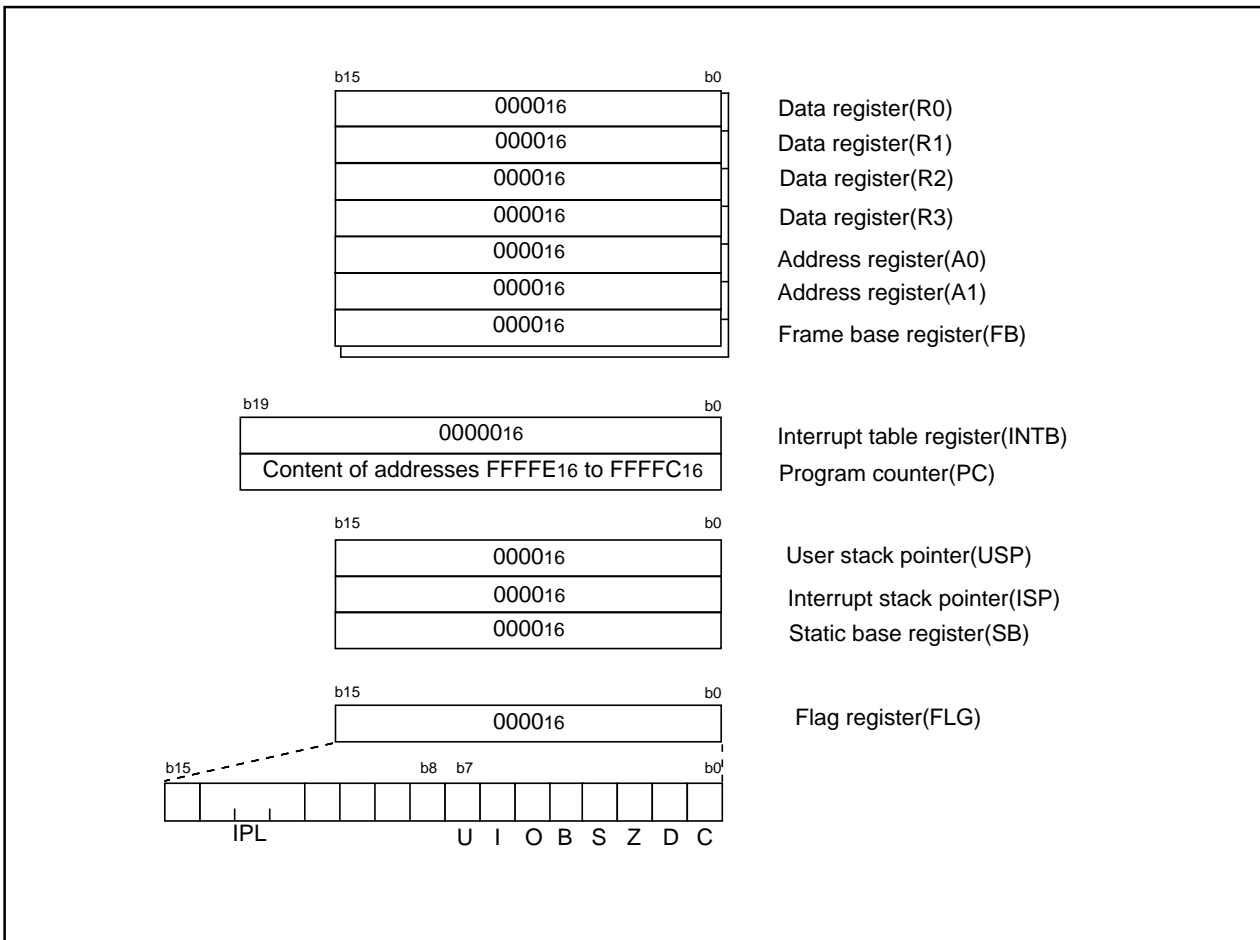 b15 b0
000016 Data register(R0)
000016 Data register(R1)
000016 Data register(R2)
000016 Data register(R3)
000016 Address register(A0)
000016 Address register(A1)
000016 Frame base register(FB)
b19 b0
0000016 Interrupt table register(INTB)
Content of addresses FFFFE16 to FFFFC16 Program counter(PC)
b15 b0
000016 User stack pointer(USP)
000016 Interrupt stack pointer(ISP)
000016 Static base register(SB)
b15 b0
000016 Flag register(FLG)
b15 b8 b7 b0
IPL U I O B S Z D C